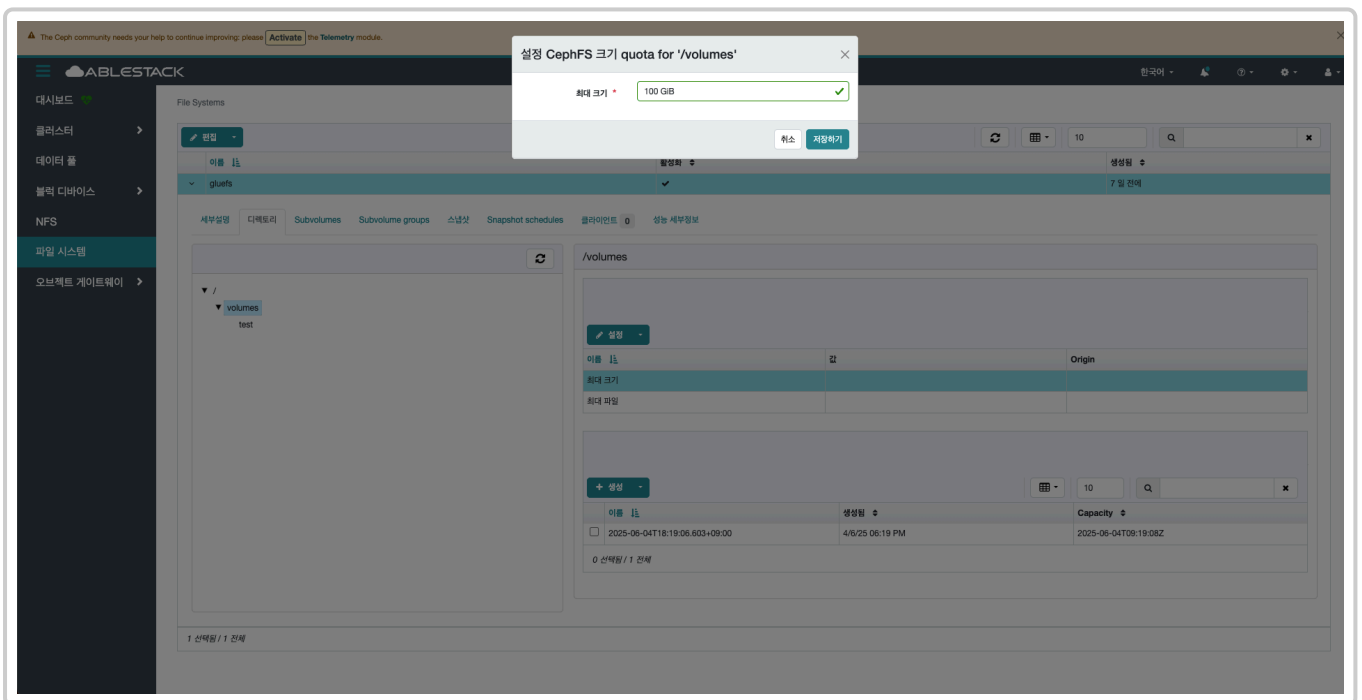 The Ceph community needs your help to continue improving: please Activate the Telemetry module.
설정 CephFS 크기 quota for '/volumes'
최대 크기 * 100 GiB
취소 저장하기
ABLESTACK
한국어
대시보드
클러스터
데이터 풀
블럭 디바이스
NFS
파일 시스템
오브젝트 게이트웨이
File Systems
편집 10
이름 활성화 생성됨
gluefs 7 일 전에
세부설명 디렉토리 Subvolumes Subvolume groups 스냅샷 Snapshot schedules 클라이언트 0 성능 세부정보
/
volumes
test
/volumes
설정
이름 값 Origin
최대 크기
최대 파일
생성 10
이름 생성됨 Capacity
2025-06-04T18:19:06.603+09:00 4/6/25 06:19 PM 2025-06-04T09:19:08Z
0 선택됨 / 1 전체
1 선택됨 / 1 전체